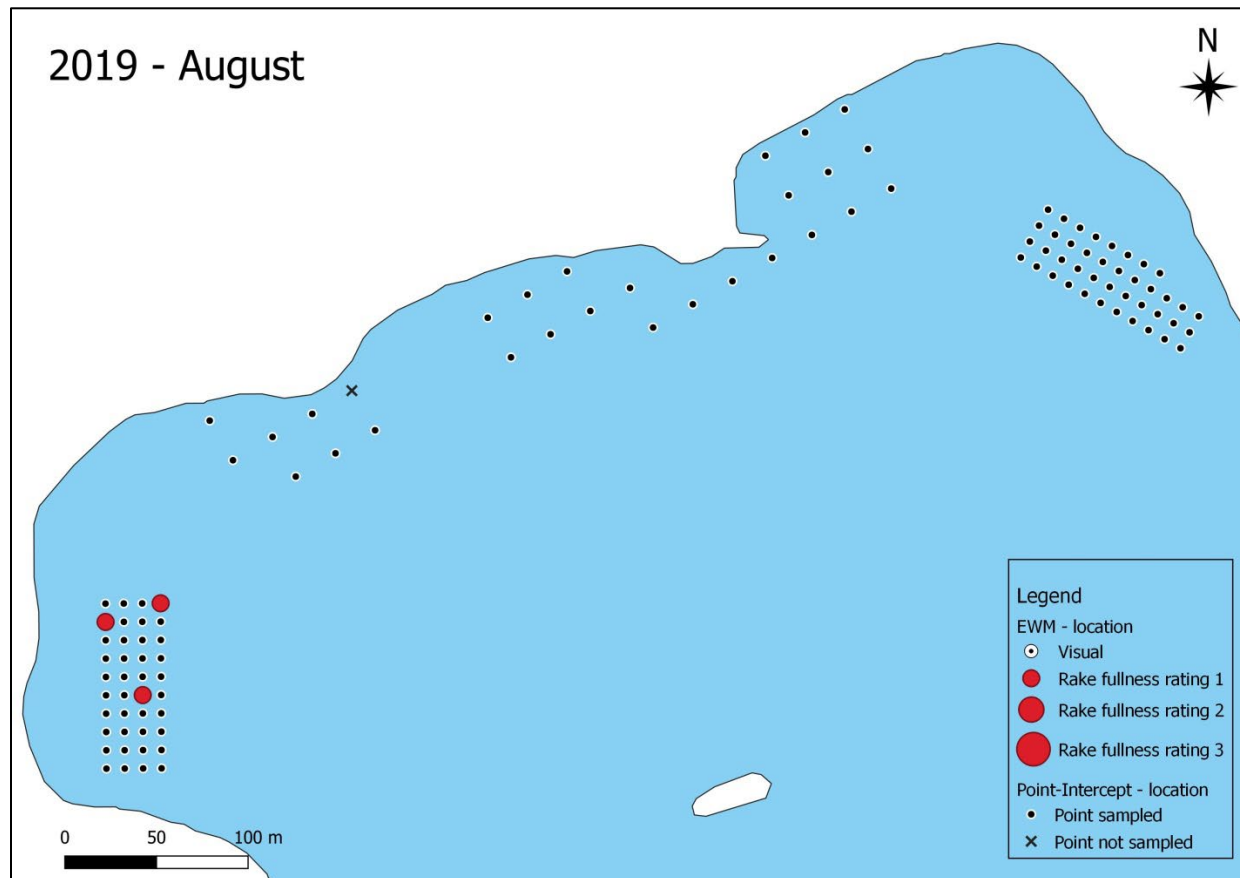 2019 - August
N
Legend
EWM - location
Visual
Rake fullness rating 1
Rake fullness rating 2
Rake fullness rating 3
Point-Intercept - location
Point sampled
Point not sampled
0 50 100 m